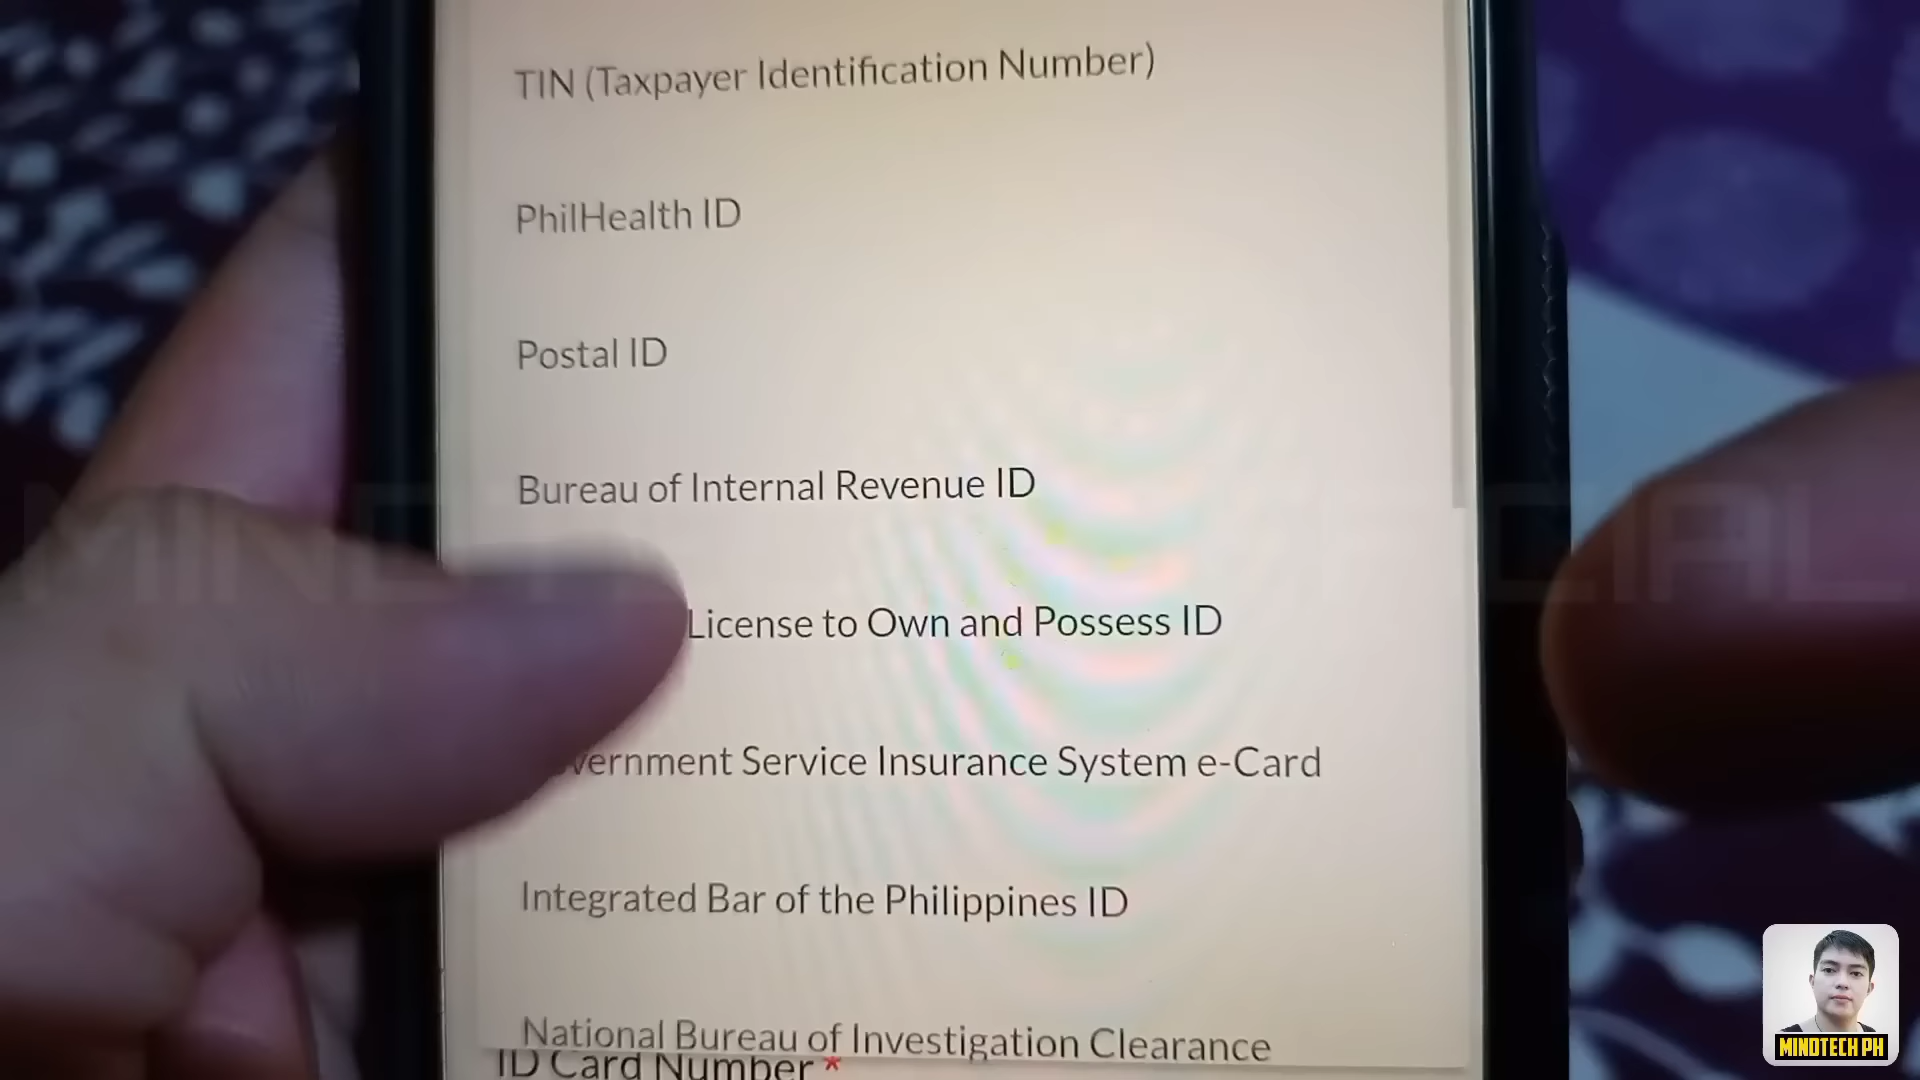 TIN (Taxpayer Identification Number)
PhilHealth ID
Postal ID
Bureau of Internal Revenue ID
License to Own and Possess ID
Service Insurance System e-Card
Integrated Bar of the Philippines ID
National Bureau of Investigation Clearance
ID Card Number *
MINDTECH PH